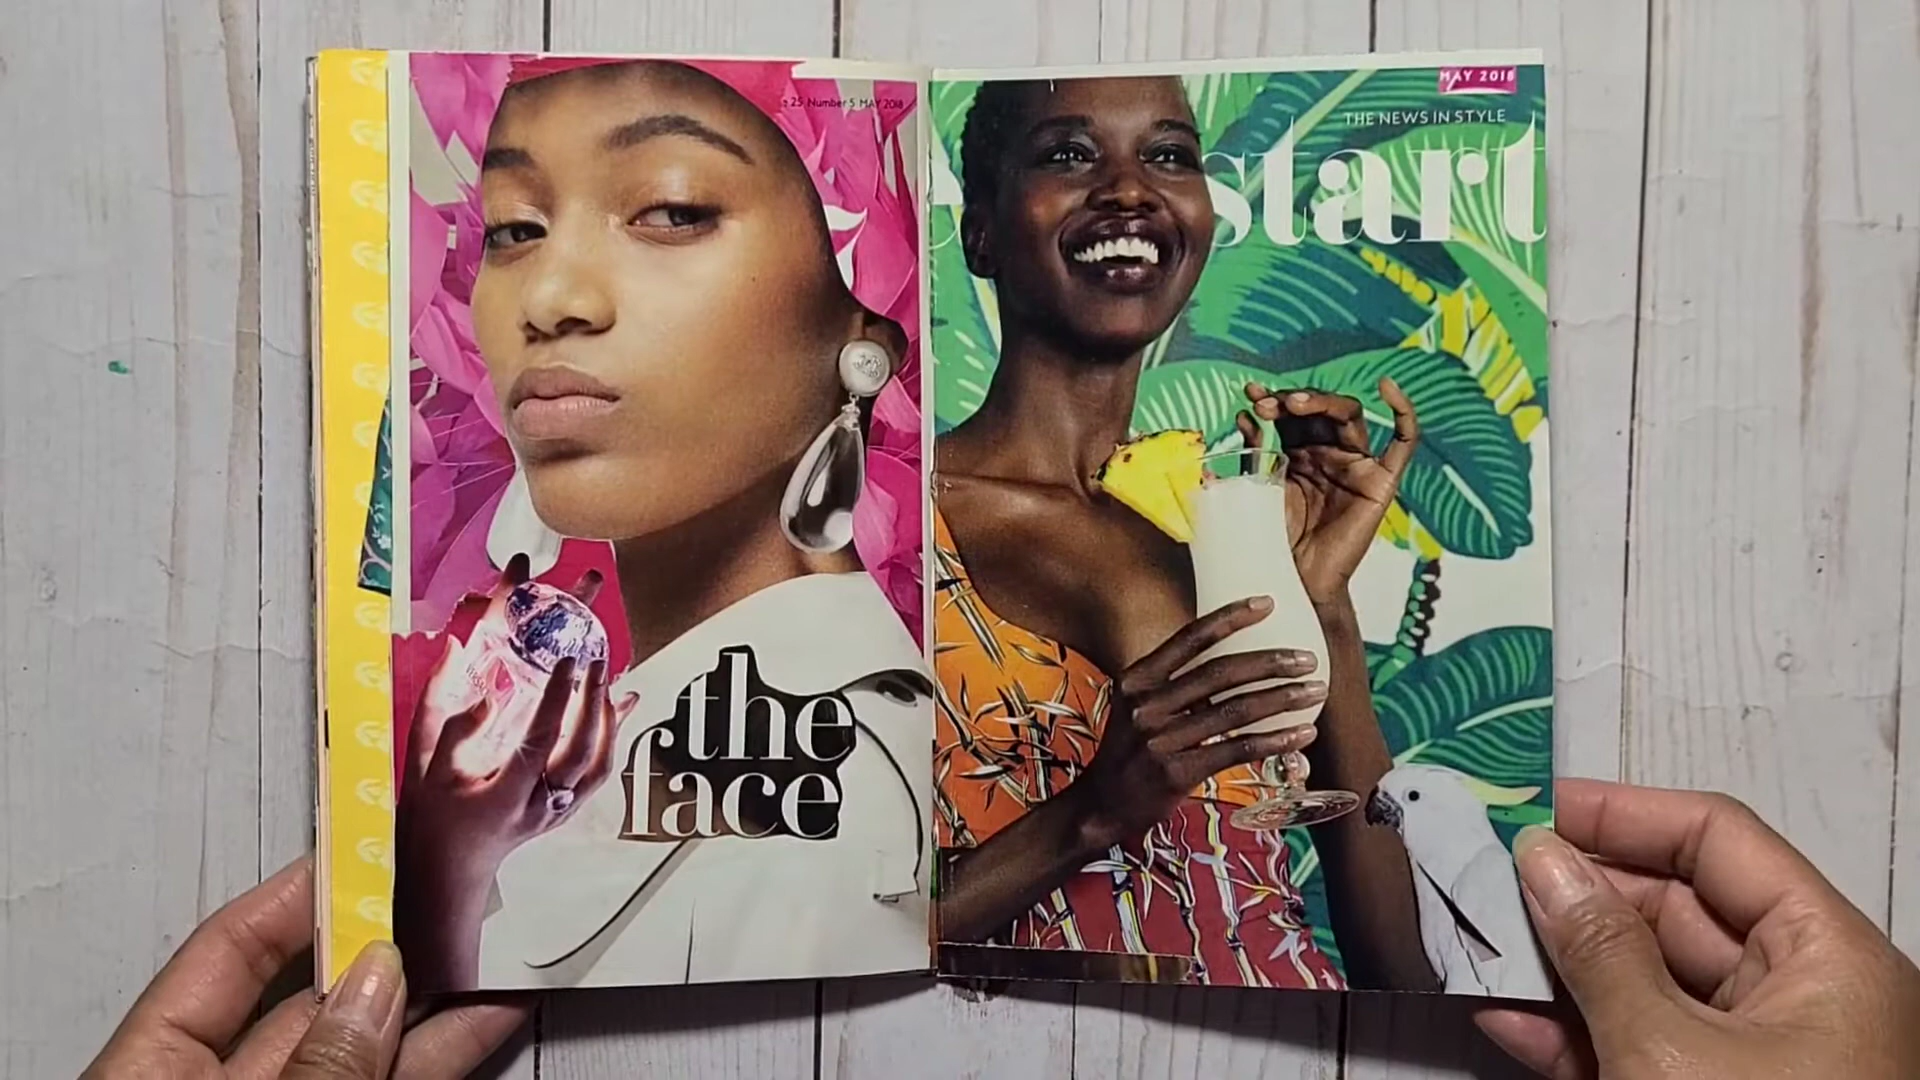 25 Number 5 MAY 2018
the
face
MAY 2018
THE NEWS IN STYLE
start